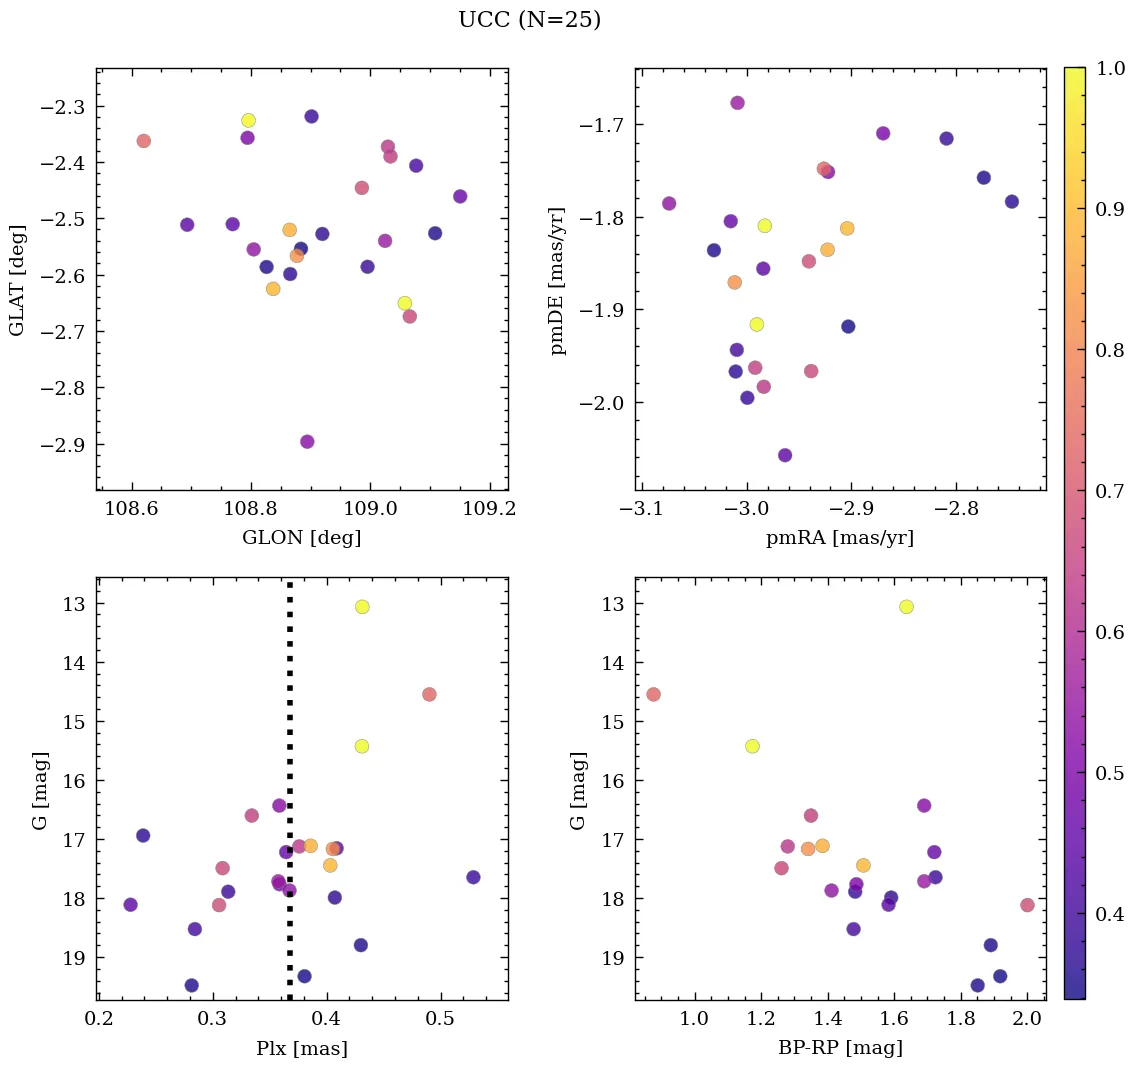 UCC (N=25)
−2.3
−2.4
−2.5
−2.6
−2.7
−2.8
−2.9
GLAT [deg]
108.6 108.8 109.0 109.2
GLON [deg]
−1.7
−1.8
−1.9
−2.0
pmDE [mas/yr]
−3.1 −3.0 −2.9 −2.8
pmRA [mas/yr]
13
14
15
16
17
18
19
G [mag]
0.2 0.3 0.4 0.5
Plx [mas]
13
14
15
16
17
18
19
G [mag]
1.0 1.2 1.4 1.6 1.8 2.0
BP-RP [mag]
1.0
0.9
0.8
0.7
0.6
0.5
0.4